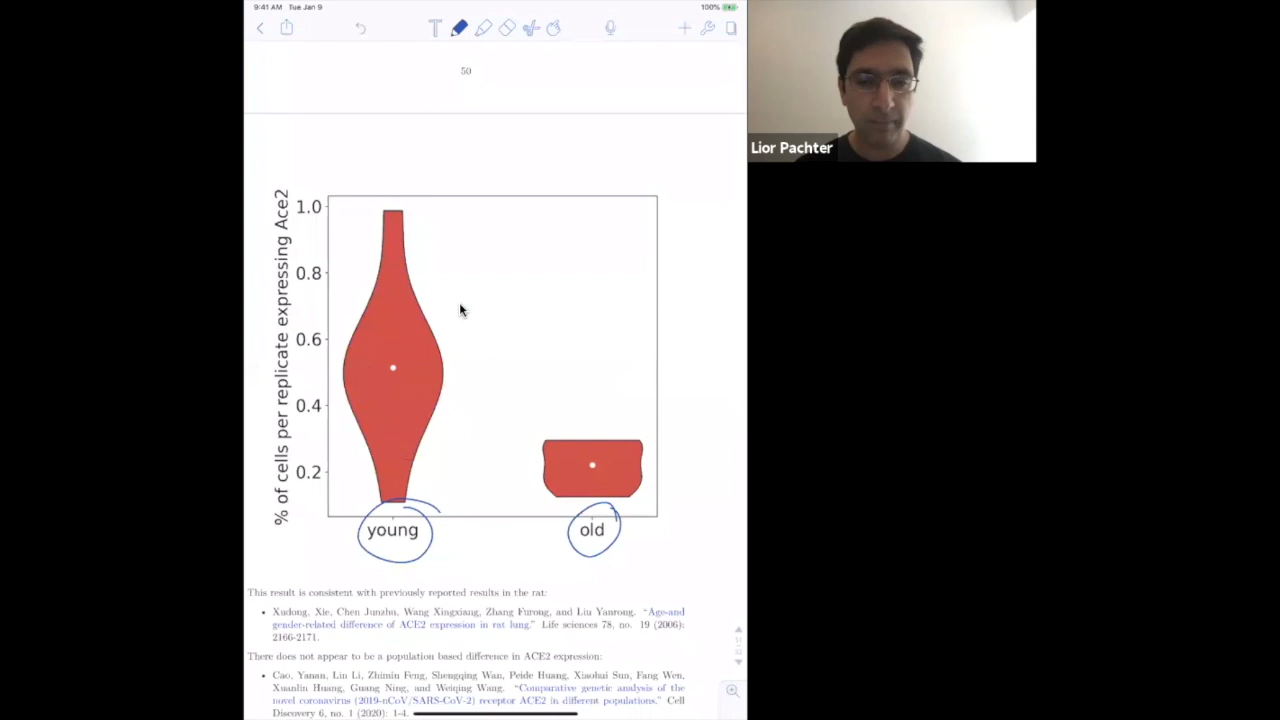 9:41 AM Tue Jan 9
100%
50
Lior Pachter
% of cells per replicate expressing Ace2
1.0
0.8
0.6
0.4
0.2
young
old
This result is consistent with previously reported results in the rat:
• Xudong, Xie, Chen Junzhu, Wang Xingxiang, Zhang Furong, and Liu Yanrong. “Age-and
gender-related difference of ACE2 expression in rat lung.” Life sciences 78, no. 19 (2006):
2166-2171.
There does not appear to be a population based difference in ACE2 expression:
• Cao, Yanan, Lin Li, Zhimin Feng, Shengqing Wan, Peide Huang, Xiaohui Sun, Fang Wen,
Xuanlin Huang, Guang Ning, and Weiqing Wang. “Comparative genetic analysis of the
novel coronavirus (2019-nCoV/SARS-CoV-2) receptor ACE2 in different populations.” Cell
Discovery 6, no. 1 (2020): 1-4.